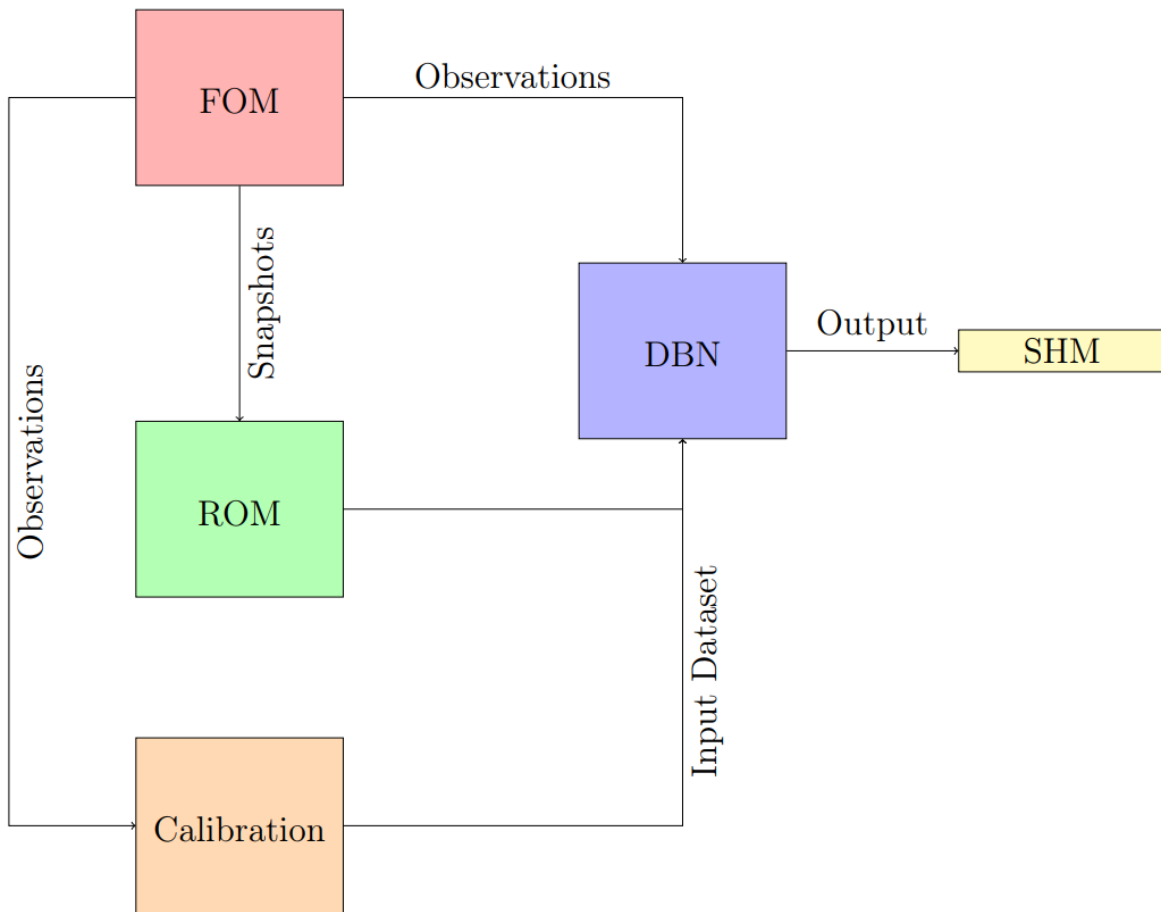 FOM
Observations
Snapshots
Observations
DBN
Output
SHM
ROM
Input Dataset
Calibration